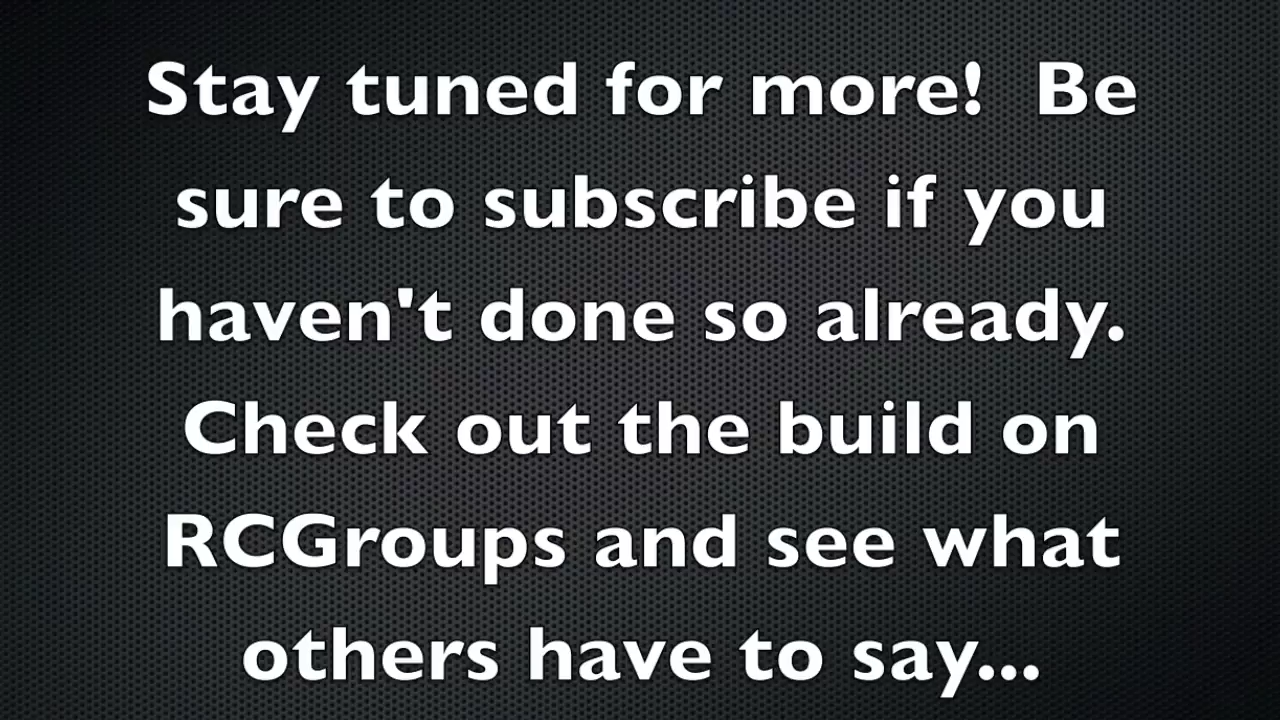 Stay tuned for more!  Be
sure to subscribe if you
haven't done so already.
Check out the build on
RCGroups and see what
others have to say...